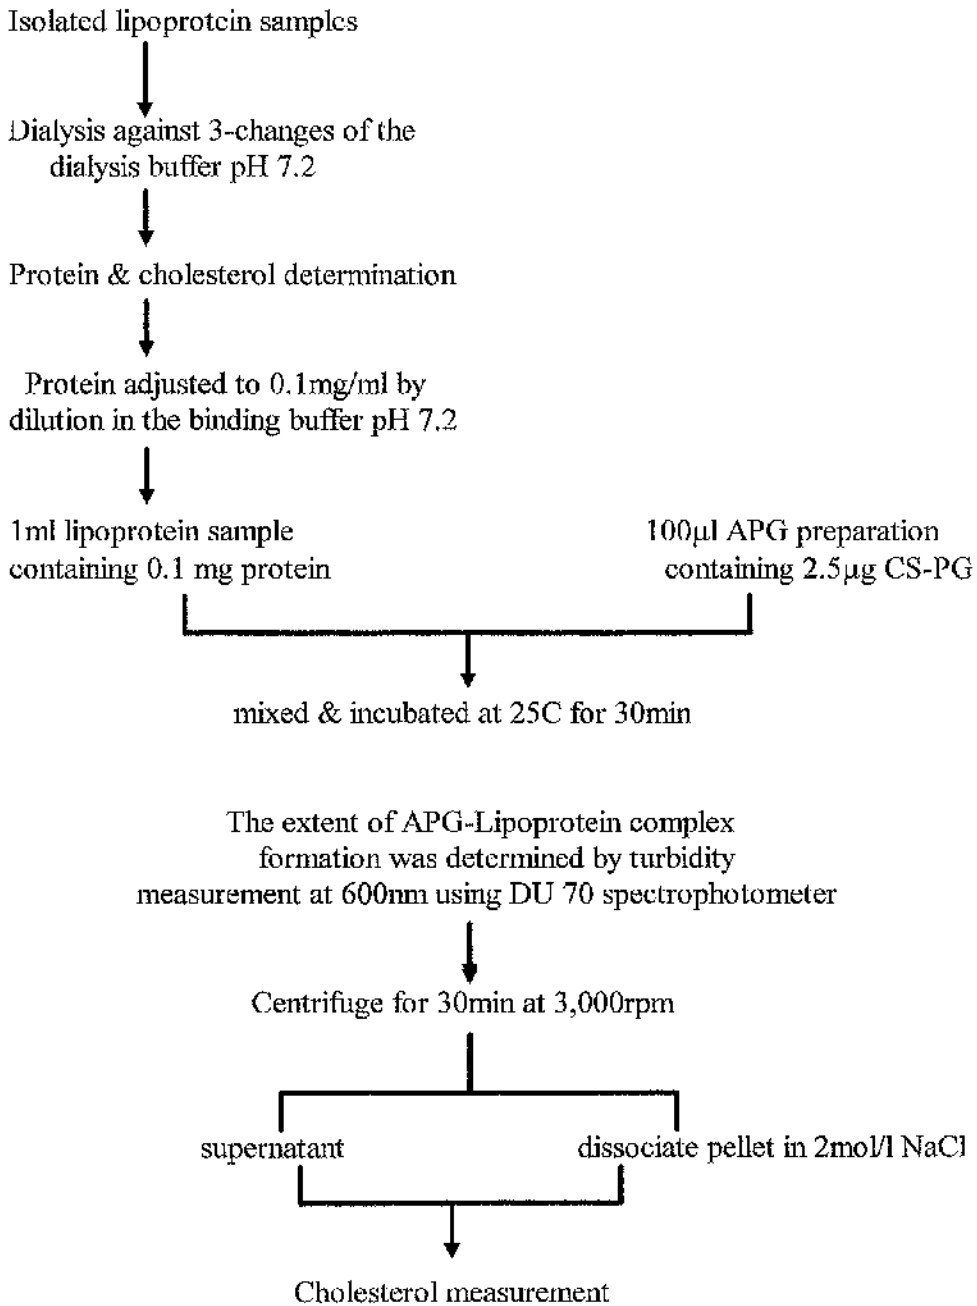 Isolated lipoprotein samples
Dialysis against 3-changes of the
dialysis buffer pH 7.2
Protein & cholesterol determination
Protein adjusted to 0.1mg/ml by
dilution in the binding buffer pH 7.2
1ml lipoprotein sample
containing 0.1 mg protein
100µl APG preparation
containing 2.5µg CS-PG
mixed & incubated at 25C for 30min
The extent of APG-Lipoprotein complex
formation was determined by turbidity
measurement at 600nm using DU 70 spectrophotometer
Centrifuge for 30min at 3,000rpm
supernatant
dissociate pellet in 2mol/l NaCl
Cholesterol measurement